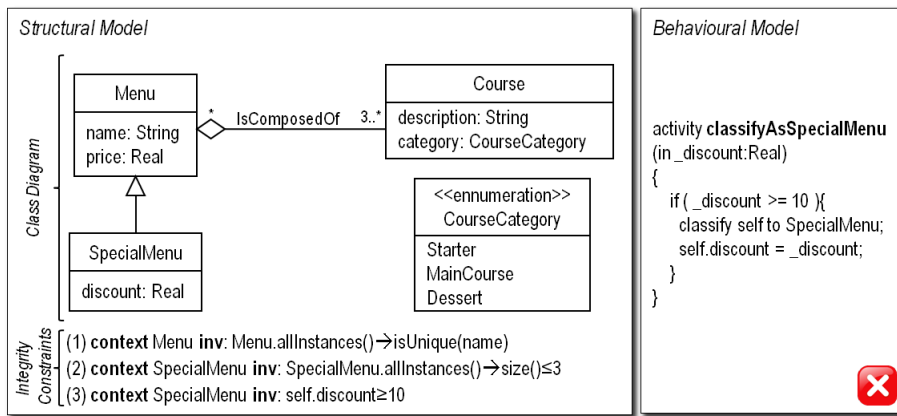 Structural Model
Class Diagram
Menu
name: String
price: Real
*
IsComposedOf
3..*
Course
description: String
category: CourseCategory
SpecialMenu
discount: Real
<<ennumeration>>
CourseCategory
Starter
MainCourse
Dessert
Integrity
Constraints
(1) context Menu inv: Menu.allInstances()→isUnique(name)
(2) context SpecialMenu inv: SpecialMenu.allInstances()→size()≤3
(3) context SpecialMenu inv: self.discount≥10
Behavioural Model
activity classifyAsSpecialMenu
(in _discount:Real)
{
if ( _discount >= 10 ){
classify self to SpecialMenu;
self.discount = _discount;
}
}